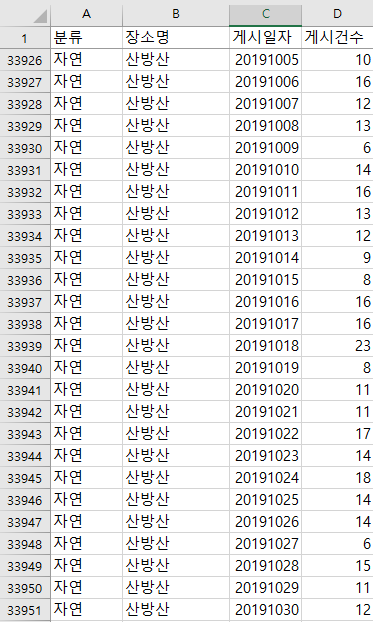 A B C D
1 분류 장소명 게시일자 게시건수
33926 자연 산방산 20191005 10
33927 자연 산방산 20191006 16
33928 자연 산방산 20191007 12
33929 자연 산방산 20191008 13
33930 자연 산방산 20191009 6
33931 자연 산방산 20191010 14
33932 자연 산방산 20191011 16
33933 자연 산방산 20191012 13
33934 자연 산방산 20191013 12
33935 자연 산방산 20191014 9
33936 자연 산방산 20191015 8
33937 자연 산방산 20191016 16
33938 자연 산방산 20191017 16
33939 자연 산방산 20191018 23
33940 자연 산방산 20191019 8
33941 자연 산방산 20191020 11
33942 자연 산방산 20191021 11
33943 자연 산방산 20191022 17
33944 자연 산방산 20191023 14
33945 자연 산방산 20191024 18
33946 자연 산방산 20191025 14
33947 자연 산방산 20191026 14
33948 자연 산방산 20191027 6
33949 자연 산방산 20191028 15
33950 자연 산방산 20191029 11
33951 자연 산방산 20191030 12